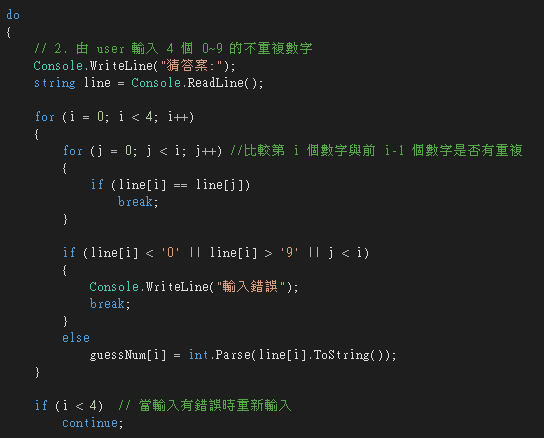 do
{
// 2. 由 user 輸入 4 個 0~9 的不重複數字
Console.WriteLine("猜答案:");
string line = Console.ReadLine();
for (i = 0; i < 4; i++)
{
for (j = 0; j < i; j++) //比較第 i 個數字與前 i-1 個數字是否有重複
{
if (line[i] == line[j])
break;
}
if (line[i] < '0' || line[i] > '9' || j < i)
{
Console.WriteLine("輸入錯誤");
break;
}
else
guessNum[i] = int.Parse(line[i].ToString());
}
if (i < 4) // 當輸入有錯誤時重新輸入
continue;